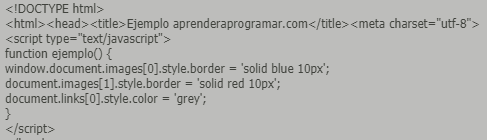 <!DOCTYPE html>
<html><head><title>Ejemplo aprenderaprogramar.com</title><meta charset="utf-8">
<script type="text/javascript">
function ejemplo() {
window.document.images[0].style.border = 'solid blue 10px';
document.images[1].style.border = 'solid red 10px';
document.links[0].style.color = 'grey';
}
</script>